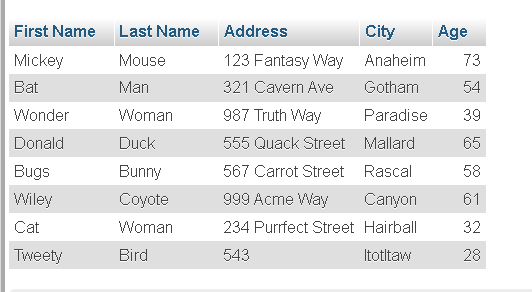 First Name Last Name Address City Age
Mickey Mouse 123 Fantasy Way Anaheim 73
Bat Man 321 Cavern Ave Gotham 54
Wonder Woman 987 Truth Way Paradise 39
Donald Duck 555 Quack Street Mallard 65
Bugs Bunny 567 Carrot Street Rascal 58
Wiley Coyote 999 Acme Way Canyon 61
Cat Woman 234 Purrfect Street Hairball 32
Tweety Bird 543 Itotltaw 28